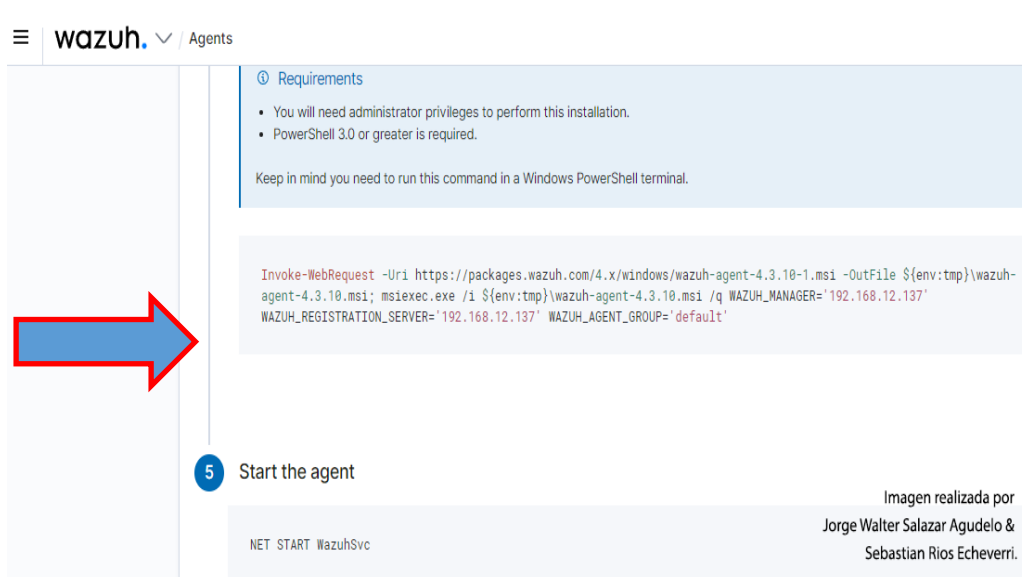 wazuh. / Agents
Requirements
• You will need administrator privileges to perform this installation.
• PowerShell 3.0 or greater is required.
Keep in mind you need to run this command in a Windows PowerShell terminal.
Invoke-WebRequest -Uri https://packages.wazuh.com/4.x/windows/wazuh-agent-4.3.10-1.msi -OutFile ${env:tmp}\wazuh-
agent-4.3.10.msi; msiexec.exe /i ${env:tmp}\wazuh-agent-4.3.10.msi /q WAZUH_MANAGER='192.168.12.137'
WAZUH_REGISTRATION_SERVER='192.168.12.137' WAZUH_AGENT_GROUP='default'
5 Start the agent
NET START WazuhSvc
Imagen realizada por
Jorge Walter Salazar Agudelo &
Sebastian Rios Echeverri.